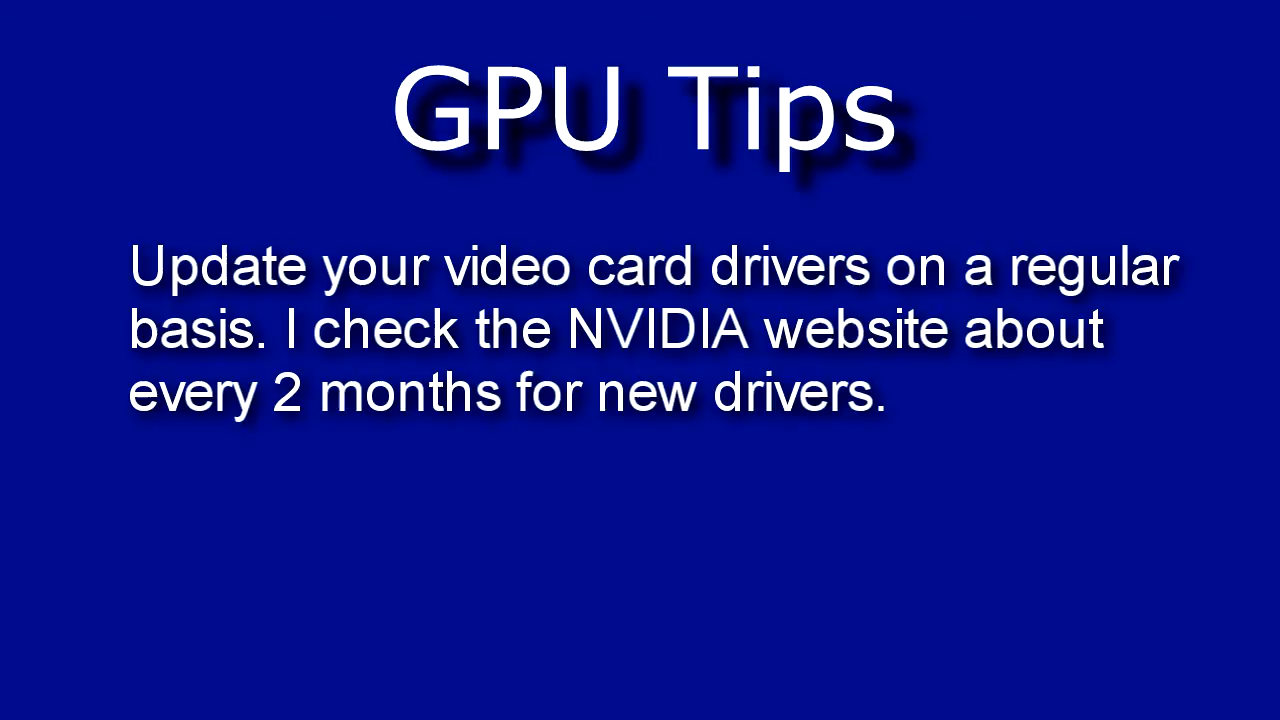 GPU Tips
Update your video card drivers on a regular
basis. I check the NVIDIA website about
every 2 months for new drivers.